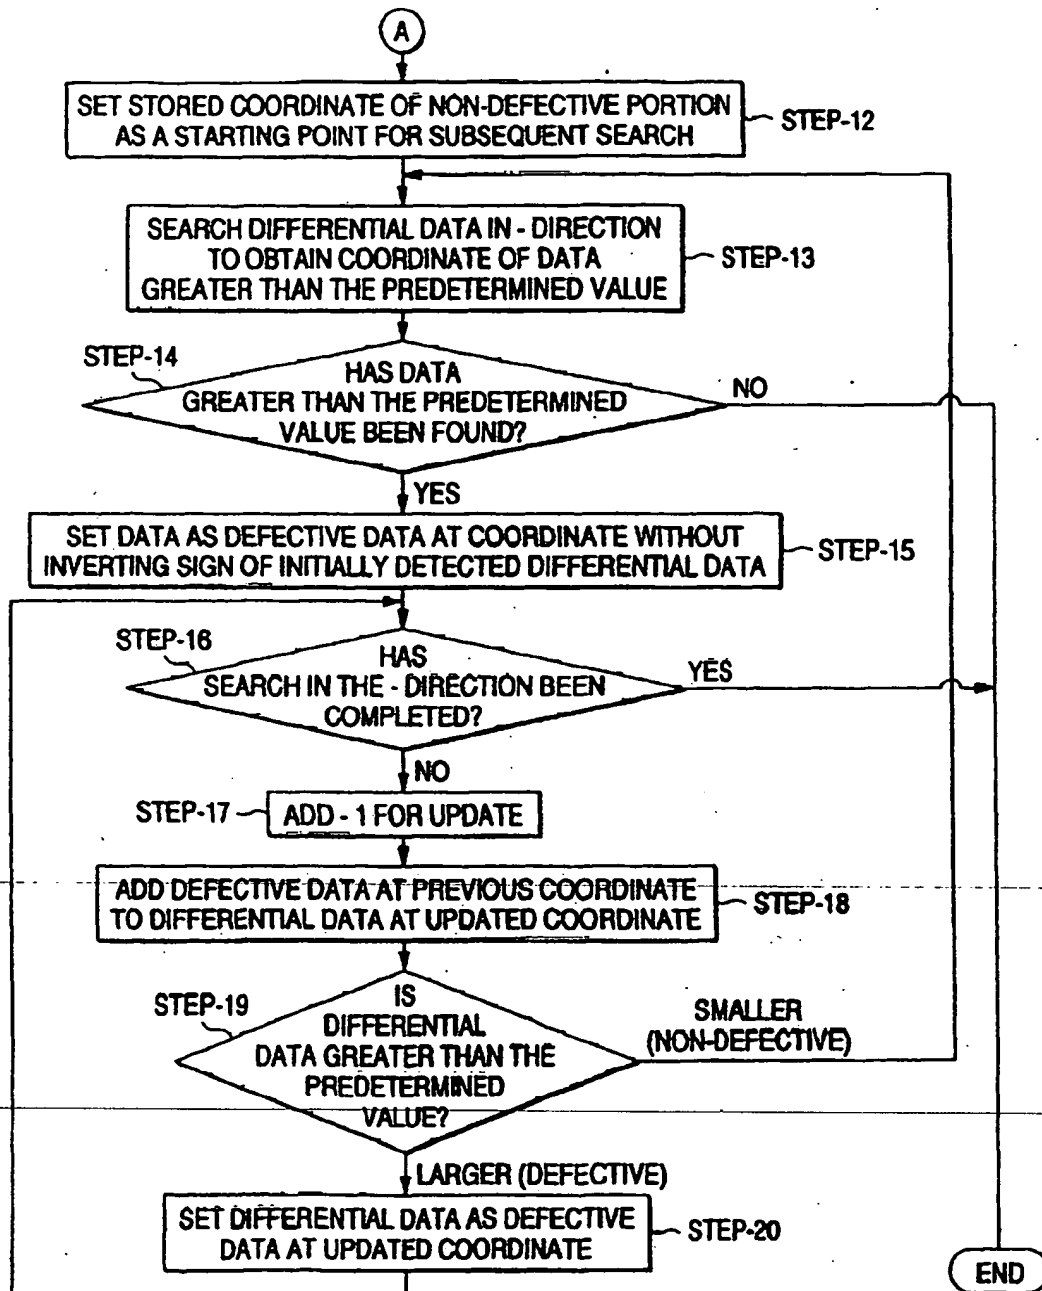 A
SET STORED COORDINATE OF NON-DEFECTIVE PORTION
AS A STARTING POINT FOR SUBSEQUENT SEARCH
STEP-12
SEARCH DIFFERENTIAL DATA IN - DIRECTION
TO OBTAIN COORDINATE OF DATA
GREATER THAN THE PREDETERMINED VALUE
STEP-13
STEP-14
HAS DATA
GREATER THAN THE PREDETERMINED
VALUE BEEN FOUND?
NO
YES
SET DATA AS DEFECTIVE DATA AT COORDINATE WITHOUT
INVERTING SIGN OF INITIALLY DETECTED DIFFERENTIAL DATA
STEP-15
STEP-16
HAS
SEARCH IN THE - DIRECTION BEEN
COMPLETED?
YES
NO
STEP-17
ADD - 1 FOR UPDATE
ADD DEFECTIVE DATA AT PREVIOUS COORDINATE
TO DIFFERENTIAL DATA AT UPDATED COORDINATE
STEP-18
STEP-19
IS
DIFFERENTIAL
DATA GREATER THAN THE
PREDETERMINED
VALUE?
SMALLER
(NON-DEFECTIVE)
LARGER (DEFECTIVE)
SET DIFFERENTIAL DATA AS DEFECTIVE
DATA AT UPDATED COORDINATE
STEP-20
END